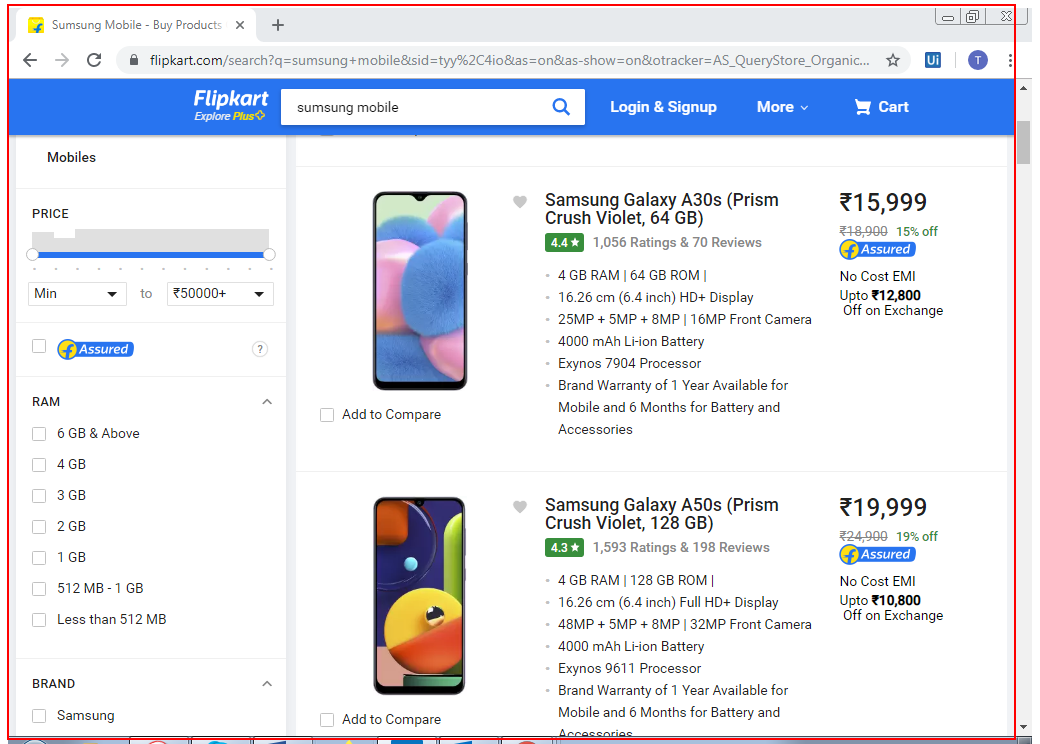 Sumsung Mobile - Buy Products
flipkart.com/search?q=sumsung+mobile&sid=tyy%2C4io&as=on&as-show=on&otracker=AS_QueryStore_Organic...
Ui
T
Flipkart
Explore Plus
sumsung mobile
Login & Signup
More
Cart
Mobiles
PRICE
Min
to
₹50000+
Assured
?
RAM
6 GB & Above
4 GB
3 GB
2 GB
1 GB
512 MB - 1 GB
Less than 512 MB
BRAND
Samsung
Samsung Galaxy A30s (Prism
Crush Violet, 64 GB)
4.4★ 1,056 Ratings & 70 Reviews
4 GB RAM | 64 GB ROM |
16.26 cm (6.4 inch) HD+ Display
25MP + 5MP + 8MP | 16MP Front Camera
4000 mAh Li-ion Battery
Exynos 7904 Processor
Brand Warranty of 1 Year Available for
Mobile and 6 Months for Battery and
Accessories
Add to Compare
₹15,999
₹18,900 15% off
Assured
No Cost EMI
Upto ₹12,800
Off on Exchange
Samsung Galaxy A50s (Prism
Crush Violet, 128 GB)
4.3★ 1,593 Ratings & 198 Reviews
4 GB RAM | 128 GB ROM |
16.26 cm (6.4 inch) Full HD+ Display
48MP + 5MP + 8MP | 32MP Front Camera
4000 mAh Li-ion Battery
Exynos 9611 Processor
Brand Warranty of 1 Year Available for
Mobile and 6 Months for Battery and
Accessories
Add to Compare
₹19,999
₹24,900 19% off
Assured
No Cost EMI
Upto ₹10,800
Off on Exchange